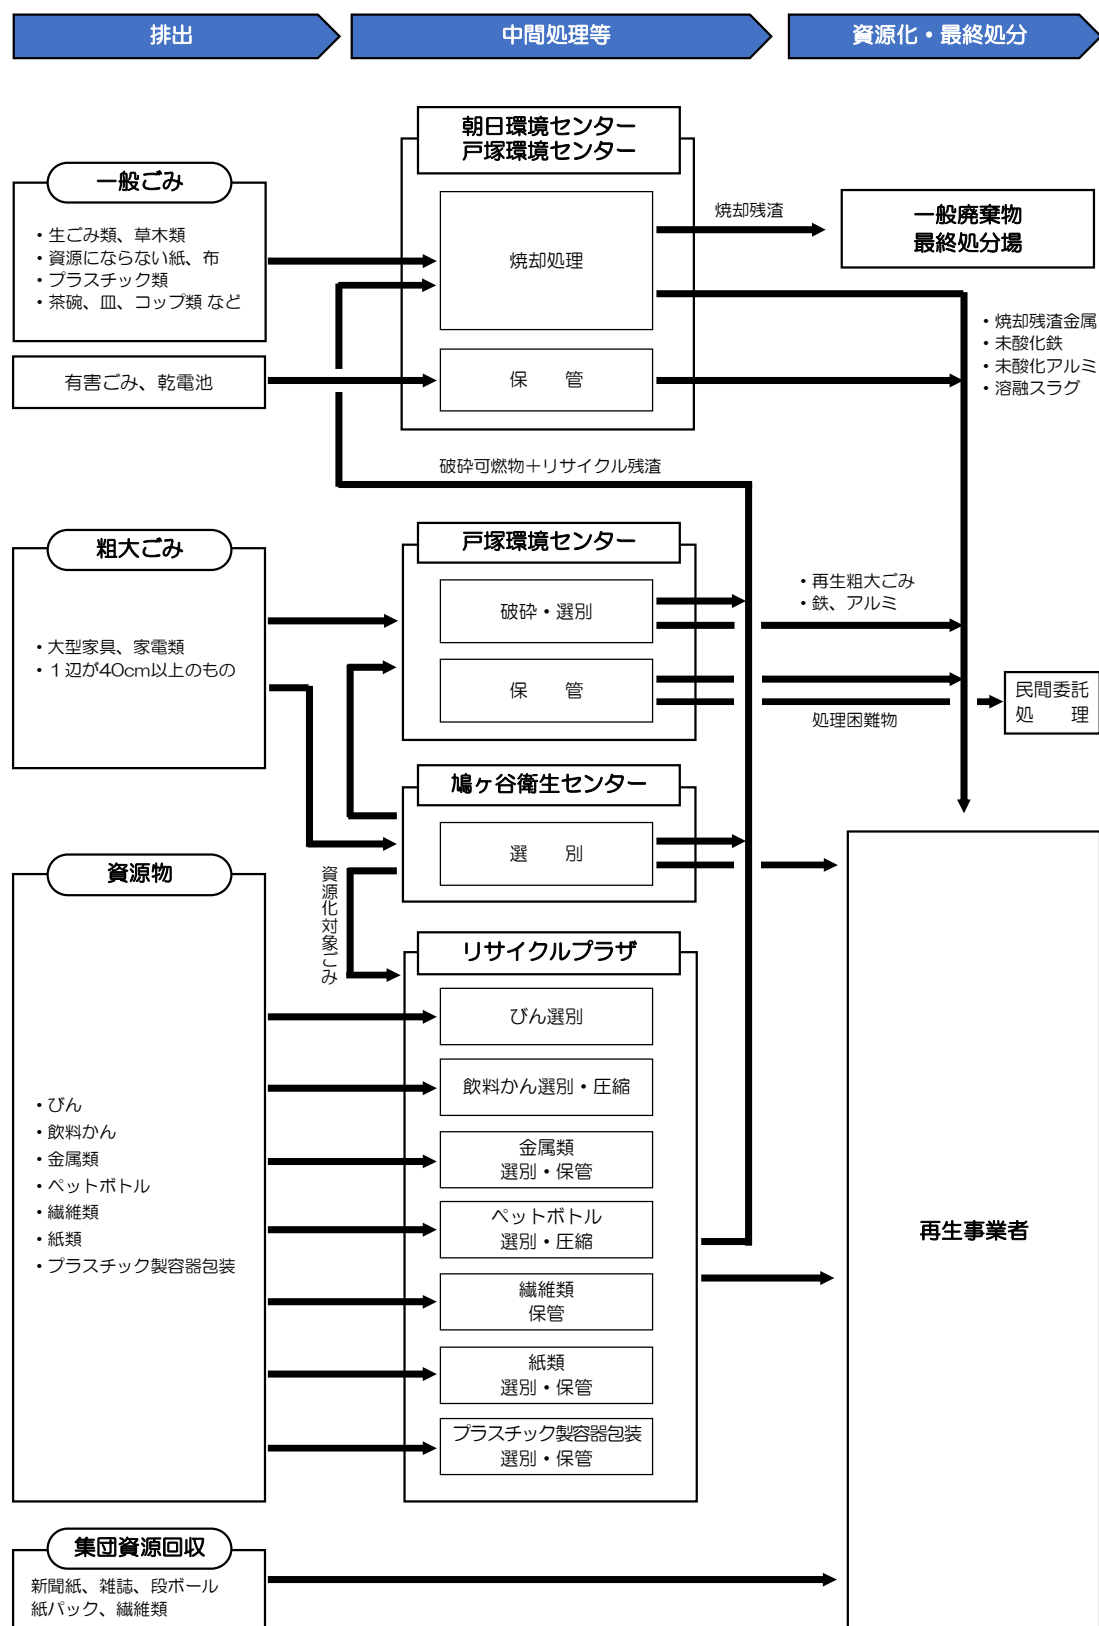 排出
中間処理等
資源化・最終処分
朝日環境センター
戸塚環境センター
一般ごみ
・生ごみ類、草木類
・資源にならない紙、布
・プラスチック類
・茶碗、皿、コップ類 など
焼却処理
焼却残渣
一般廃棄物
最終処分場
・焼却残渣金属
・未酸化鉄
・未酸化アルミ
・溶融スラグ
有害ごみ、乾電池
保　管
破砕可燃物＋リサイクル残渣
粗大ごみ
・大型家具、家電類
・１辺が40cm以上のもの
戸塚環境センター
破砕・選別
・再生粗大ごみ
・鉄、アルミ
保　管
処理困難物
民間委託
処　理
鳩ヶ谷衛生センター
選　別
資源化対象ごみ
資源物
・びん
・飲料かん
・金属類
・ペットボトル
・繊維類
・紙類
・プラスチック製容器包装
リサイクルプラザ
びん選別
飲料かん選別・圧縮
金属類
選別・保管
ペットボトル
選別・圧縮
繊維類
保管
紙類
選別・保管
プラスチック製容器包装
選別・保管
再生事業者
集団資源回収
新聞紙、雑誌、段ボール
紙パック、繊維類